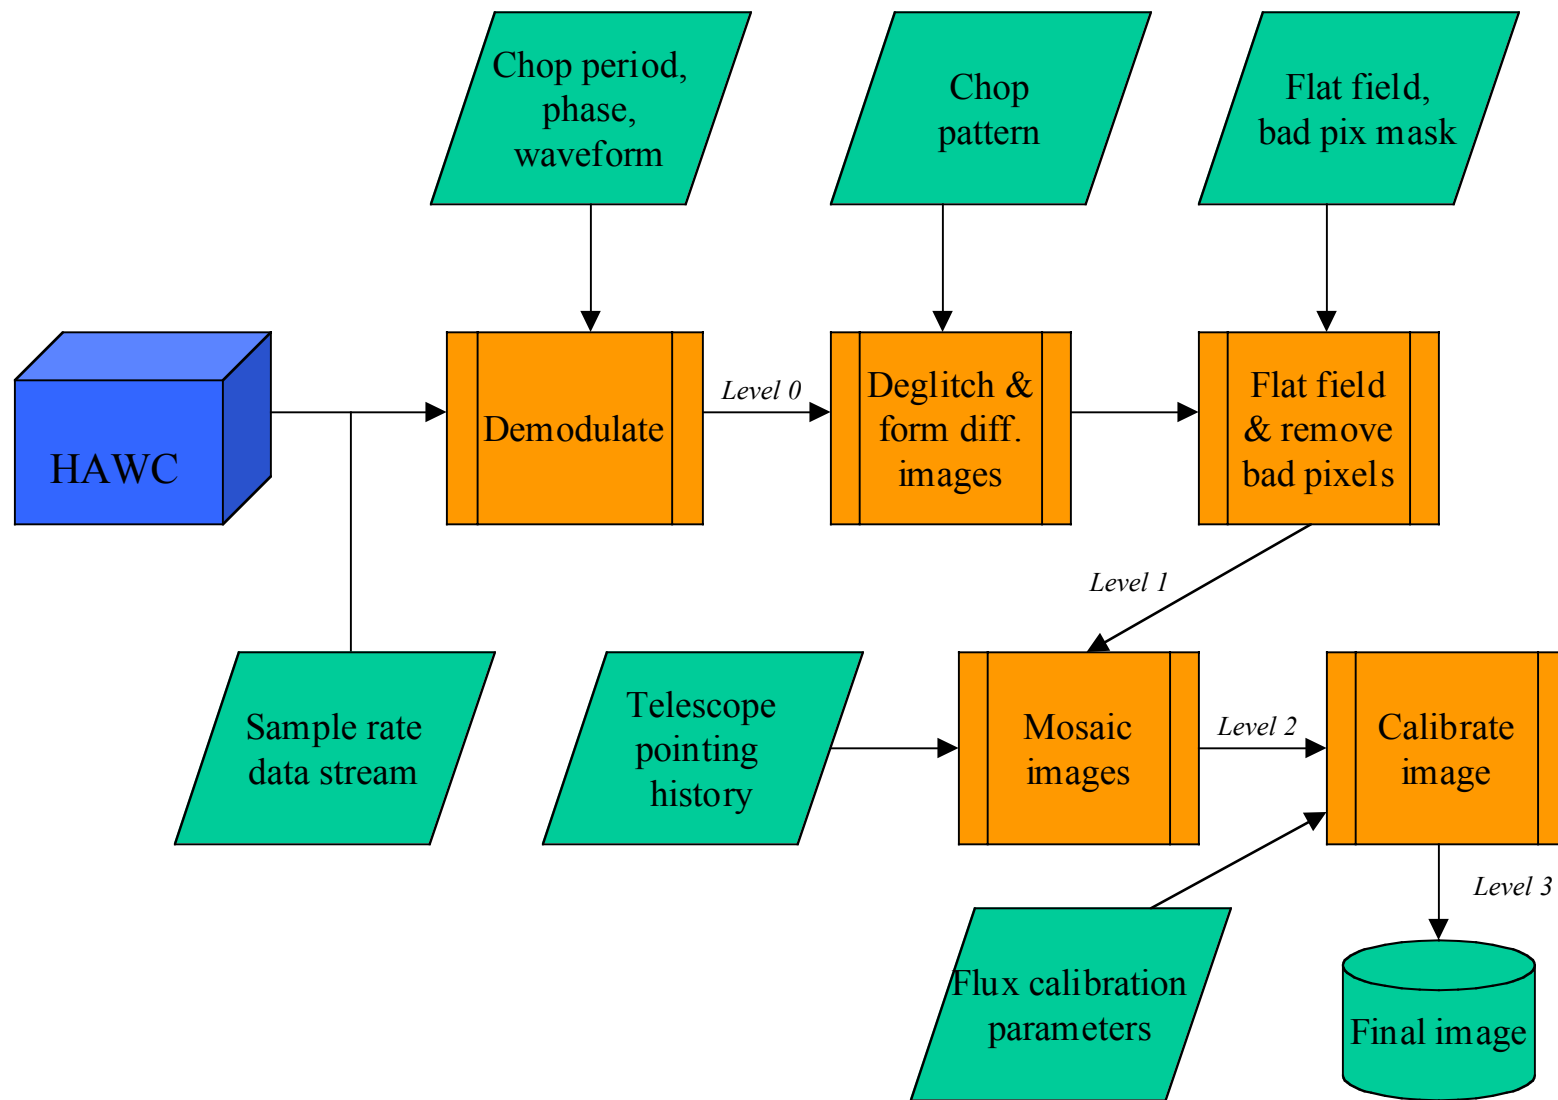 Chop period,
phase,
waveform
Chop
pattern
Flat field,
bad pix mask
HAWC
Demodulate
Level 0
Deglitch &
form diff.
images
Flat field
& remove
bad pixels
Level 1
Sample rate
data stream
Telescope
pointing
history
Mosaic
images
Level 2
Calibrate
image
Level 3
Flux calibration
parameters
Final image